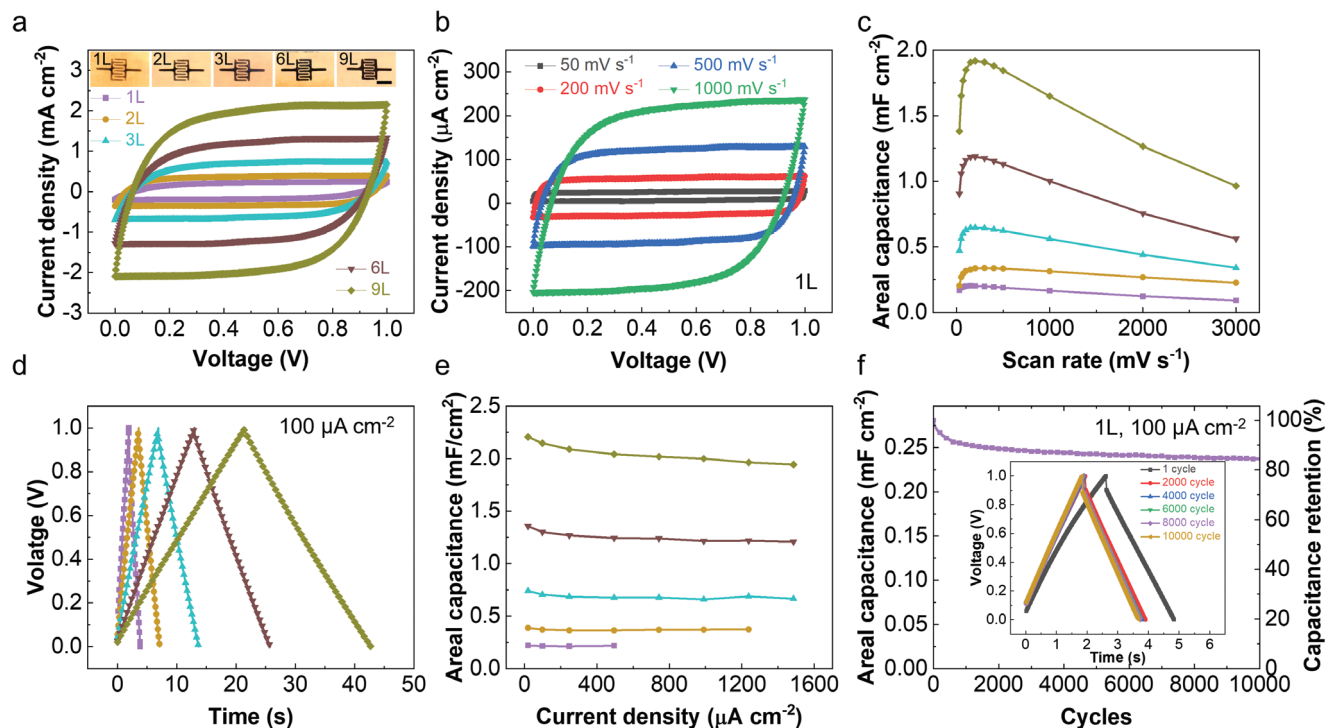 a
Current density (mA cm-2)
3
2
1
0
-1
-2
-3
1L
2L
3L
6L
9L
1L
2L
3L
6L
9L
0.0 0.2 0.4 0.6 0.8 1.0
Voltage (V)
b
Current density (μA cm-2)
300
200
100
0
-100
-200
50 mV s-1
500 mV s-1
200 mV s-1
1000 mV s-1
1L
0.0 0.2 0.4 0.6 0.8 1.0
Voltage (V)
c
Areal capacitance (mF cm-2)
2.0
1.5
1.0
0.5
0.0
0 1000 2000 3000
Scan rate (mV s-1)
d
Volatge (V)
1.0
0.8
0.6
0.4
0.2
0.0
100 μA cm-2
0 10 20 30 40 50
Time (s)
e
Areal capacitance (mF/cm2)
2.5
2.0
1.5
1.0
0.5
0.0
0 400 800 1200 1600
Current density (μA cm-2)
f
Areal capacitance (mF cm-2)
0.25
0.20
0.15
0.10
0.05
0.00
1L, 100 μA cm-2
Voltage (V)
1.0
0.8
0.6
0.4
0.2
0.0
1 cycle
2000 cycle
4000 cycle
6000 cycle
8000 cycle
10000 cycle
0 1 2 3 4 5 6
Time (s)
100
80
60
40
20
0
Capacitance retention (%)
0 2000 4000 6000 8000 10000
Cycles